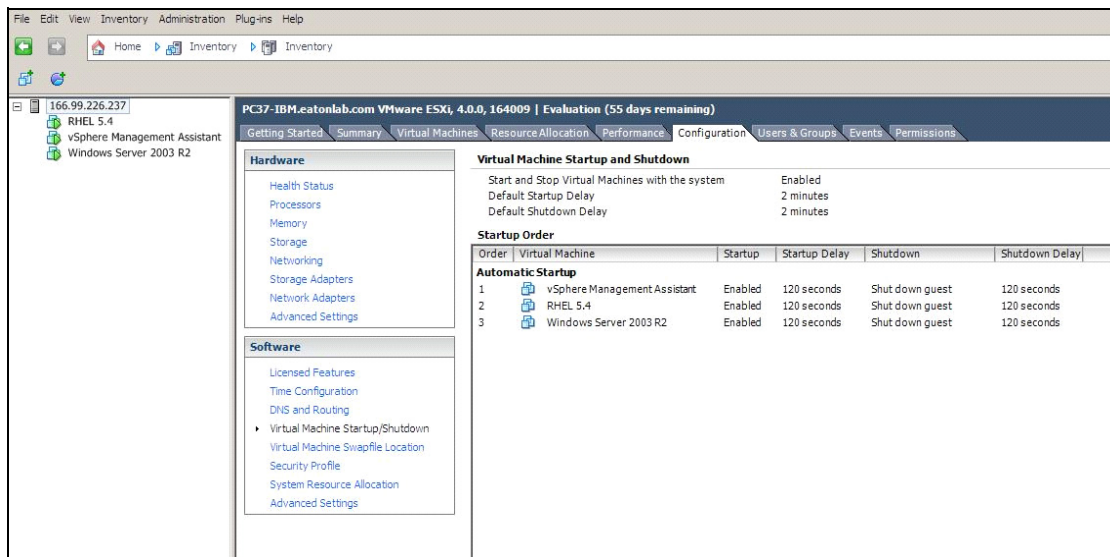 File Edit View Inventory Administration Plug-ins Help
Home Inventory Inventory
166.99.226.237
RHEL 5.4
vSphere Management Assistant
Windows Server 2003 R2
PC37-IBM.eatonlab.com VMware ESXi, 4.0.0, 164009 | Evaluation (55 days remaining)
Getting Started Summary Virtual Machines Resource Allocation Performance Configuration Users & Groups Events Permissions
Hardware
Health Status
Processors
Memory
Storage
Networking
Storage Adapters
Network Adapters
Advanced Settings
Software
Licensed Features
Time Configuration
DNS and Routing
Virtual Machine Startup/Shutdown
Virtual Machine Swapfile Location
Security Profile
System Resource Allocation
Advanced Settings
Virtual Machine Startup and Shutdown
Start and Stop Virtual Machines with the system Enabled
Default Startup Delay 2 minutes
Default Shutdown Delay 2 minutes
Startup Order
Order Virtual Machine Startup Startup Delay Shutdown Shutdown Delay
Automatic Startup
1 vSphere Management Assistant Enabled 120 seconds Shut down guest 120 seconds
2 RHEL 5.4 Enabled 120 seconds Shut down guest 120 seconds
3 Windows Server 2003 R2 Enabled 120 seconds Shut down guest 120 seconds